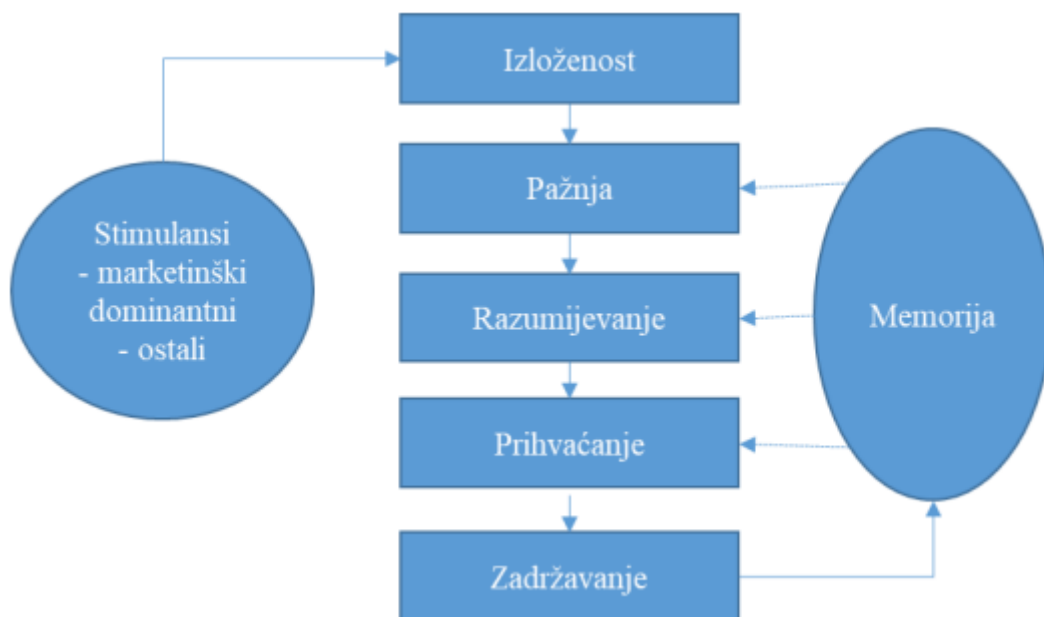 Izloženost
Pažnja
Stimulansi
- marketinški
dominantni
- ostali
Razumijevanje
Memorija
Prihvaćanje
Zadržavanje